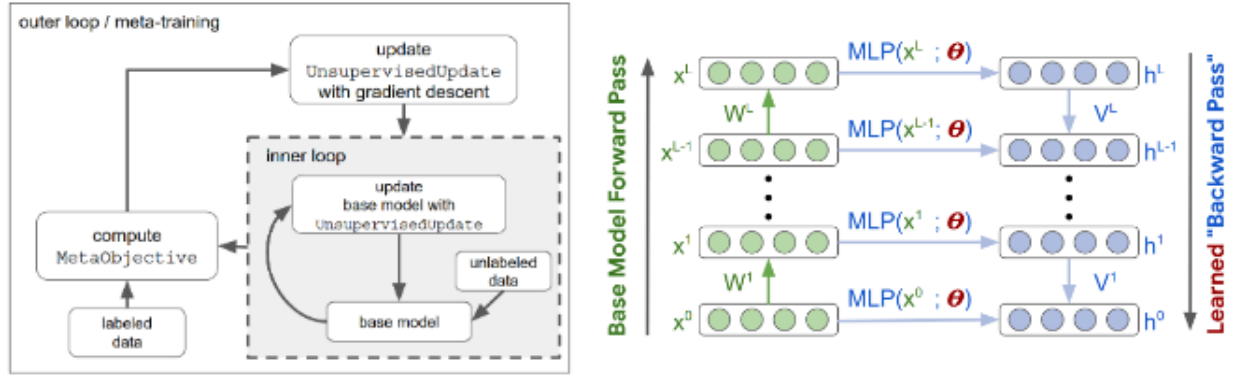 outer loop / meta-training
update
UnsupervisedUpdate
with gradient descent
inner loop
update
base model with
UnsupervisedUpdate
unlabeled
data
base model
compute
MetaObjective
labeled
data
Base Model Forward Pass
x^L
MLP(x^L ; θ)
h^L
W^L
V^L
x^{L-1}
MLP(x^{L-1}; θ)
h^{L-1}
x^1
MLP(x^1 ; θ)
h^1
W^1
V^1
x^0
MLP(x^0 ; θ)
h^0
Learned "Backward Pass"